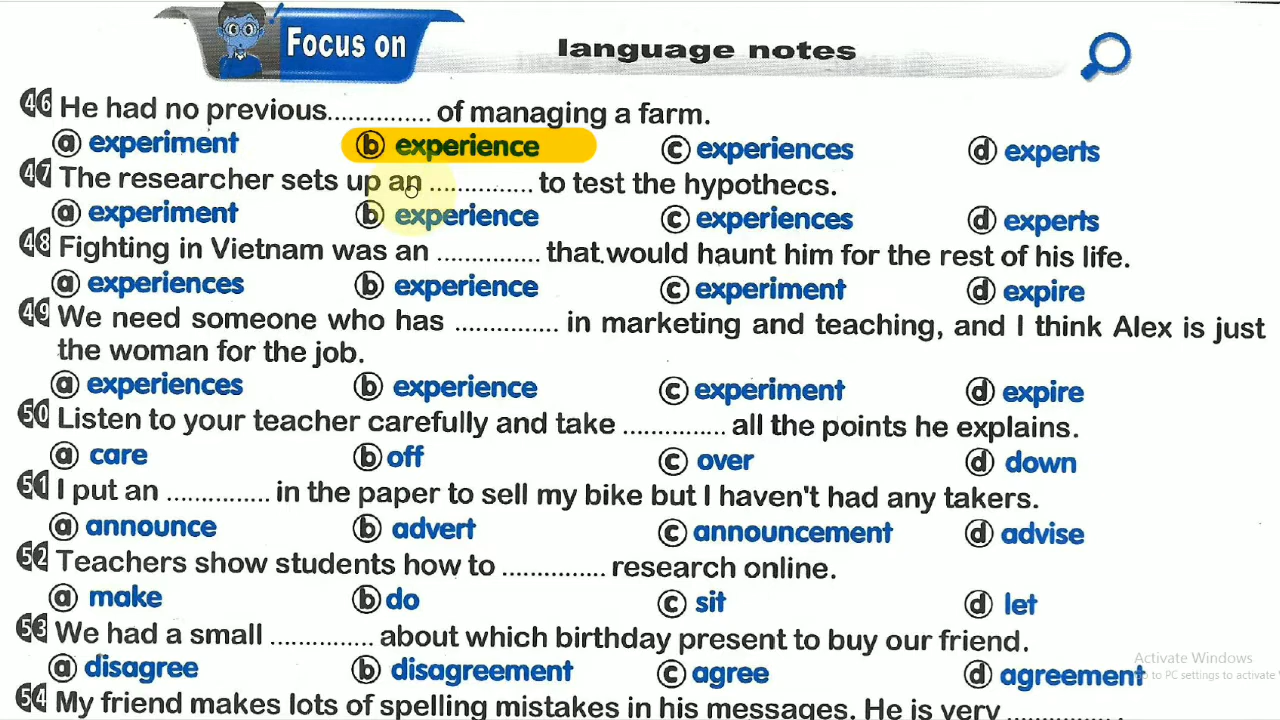 Focus on language notes
46 He had no previous............... of managing a farm.
ⓐ experiment ⓑ experience ⓒ experiences ⓓ experts
47 The researcher sets up an ............... to test the hypothecs.
ⓐ experiment ⓑ experience ⓒ experiences ⓓ experts
48 Fighting in Vietnam was an ............... that would haunt him for the rest of his life.
ⓐ experiences ⓑ experience ⓒ experiment ⓓ expire
49 We need someone who has ............... in marketing and teaching, and I think Alex is just
the woman for the job.
ⓐ experiences ⓑ experience ⓒ experiment ⓓ expire
50 Listen to your teacher carefully and take ............... all the points he explains.
ⓐ care ⓑ off ⓒ over ⓓ down
51 I put an ............... in the paper to sell my bike but I haven't had any takers.
ⓐ announce ⓑ advert ⓒ announcement ⓓ advise
52 Teachers show students how to ............... research online.
ⓐ make ⓑ do ⓒ sit ⓓ let
53 We had a small ............... about which birthday present to buy our friend.
ⓐ disagree ⓑ disagreement ⓒ agree ⓓ agreement
Activate Windows
to PC settings to activate
54 My friend makes lots of spelling mistakes in his messages. He is very ............... .